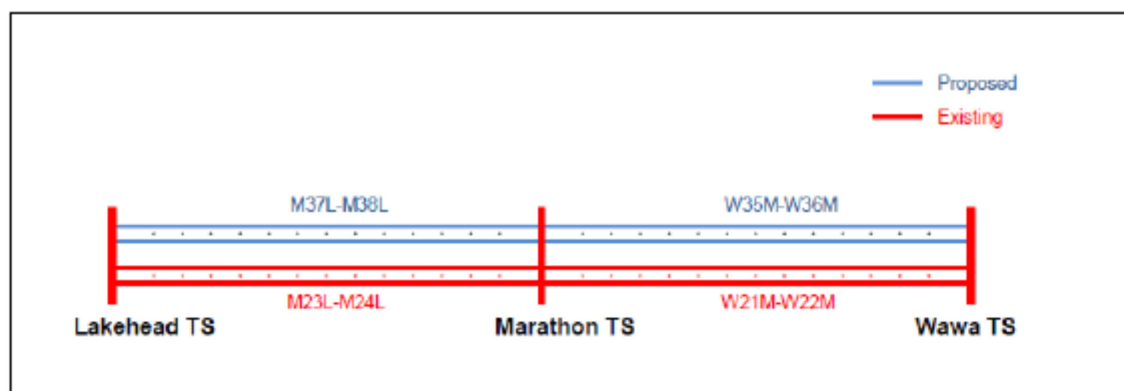 Proposed
Existing
M37L-M38L
W35M-W36M
M23L-M24L
W21M-W22M
Lakehead TS
Marathon TS
Wawa TS